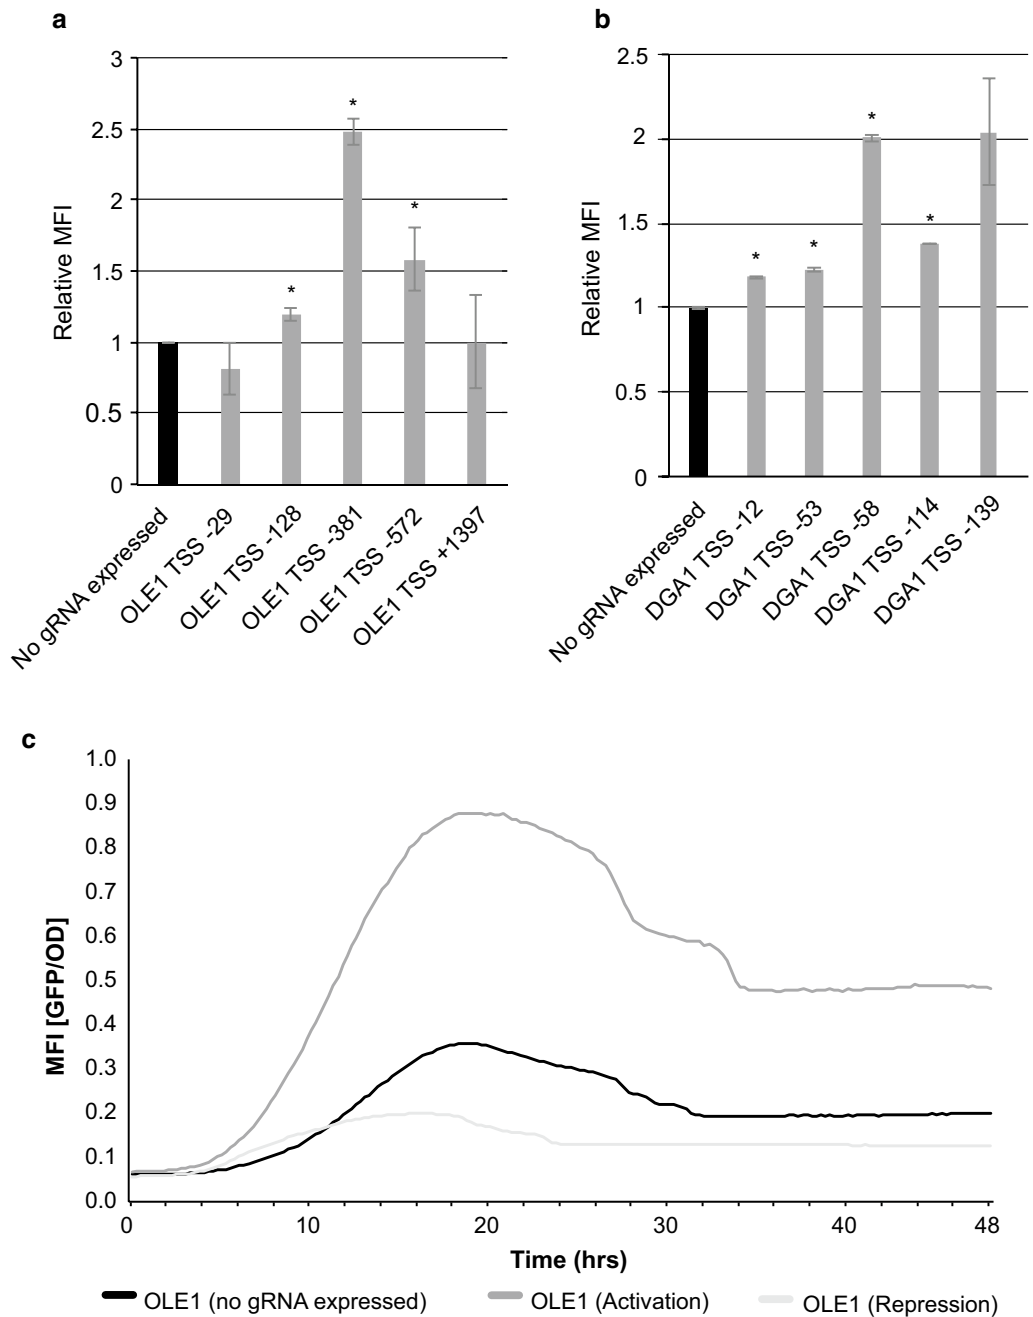 a
3
2.5
2
1.5
1
0.5
0
Relative MFI
*
*
*
No gRNA expressed
OLE1 TSS -29
OLE1 TSS -128
OLE1 TSS -381
OLE1 TSS -572
OLE1 TSS +1397
b
2.5
2
1.5
1
0.5
0
Relative MFI
*
*
*
*
No gRNA expressed
DGA1 TSS -12
DGA1 TSS -53
DGA1 TSS -58
DGA1 TSS -114
DGA1 TSS -139
c
1.0
0.9
0.8
0.7
0.6
0.5
0.4
0.3
0.2
0.1
0.0
MFI [GFP/OD]
0 10 20 30 40 48
Time (hrs)
OLE1 (no gRNA expressed) OLE1 (Activation) OLE1 (Repression)